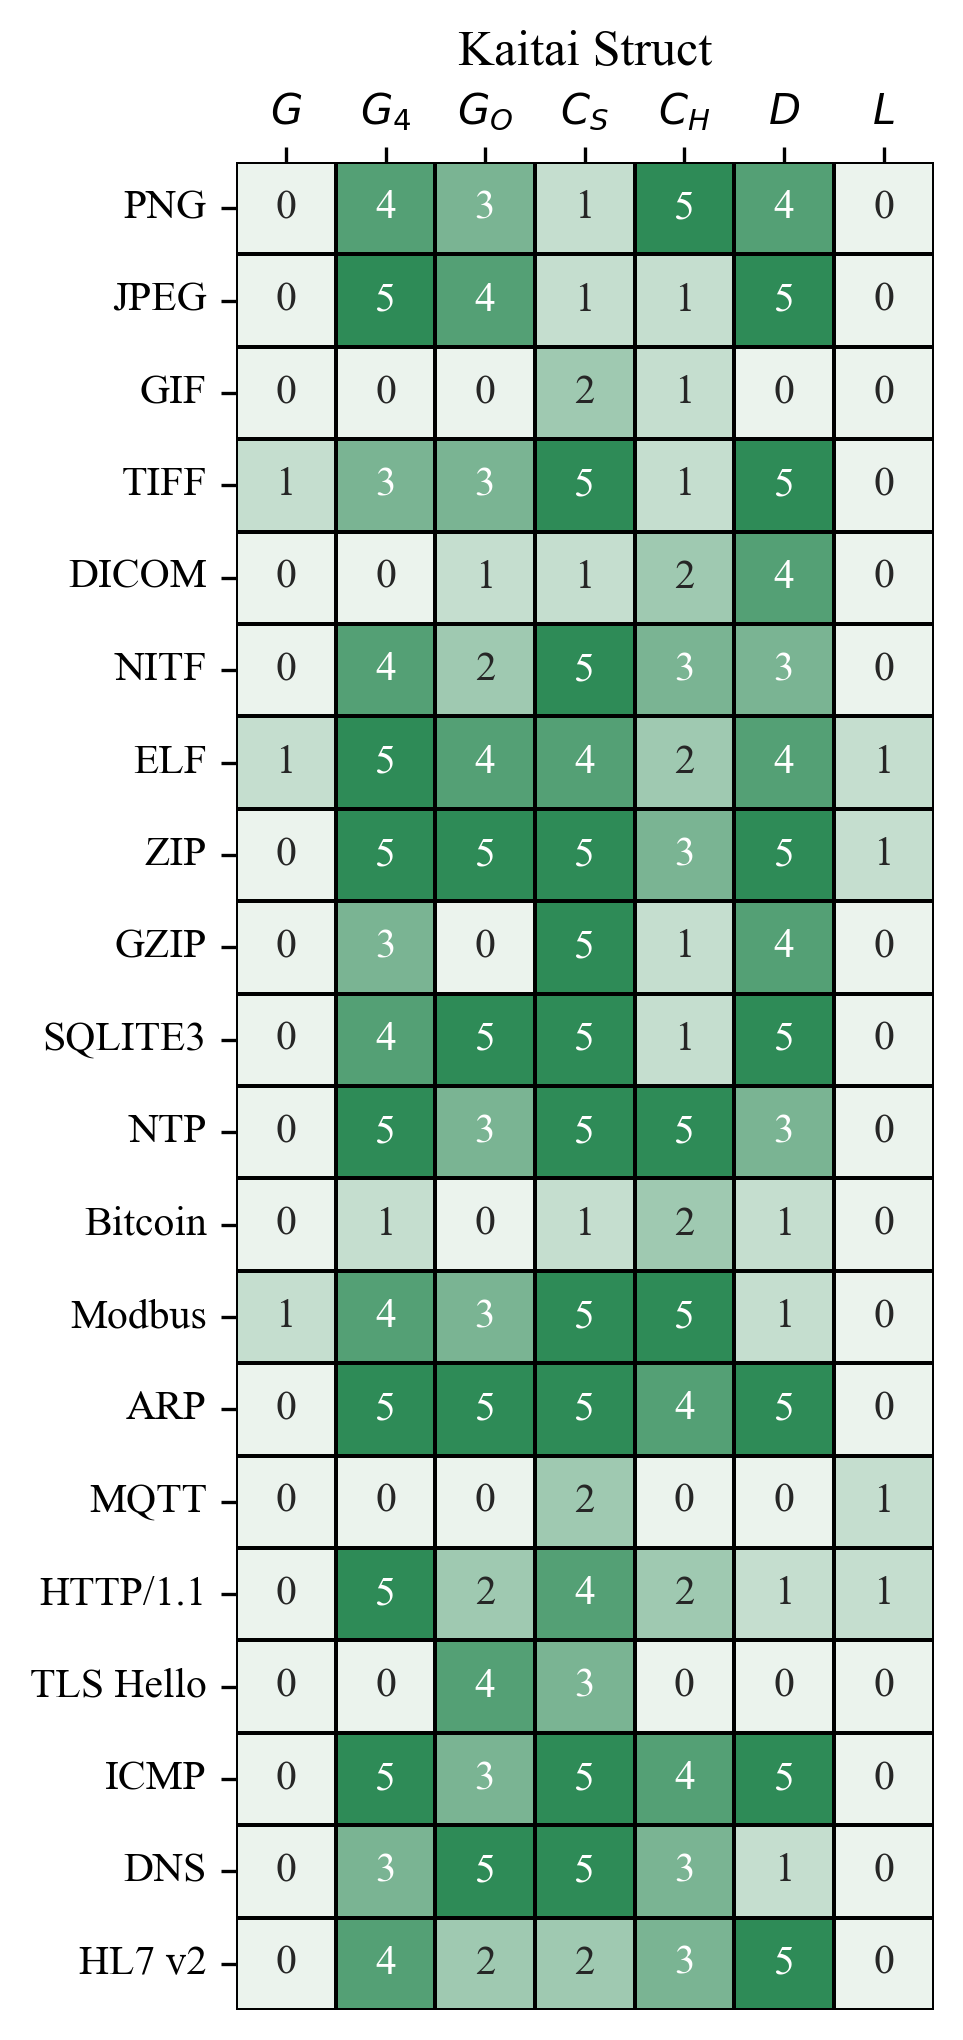 Kaitai Struct
G G₄ G_O C_S C_H D L
PNG 0 4 3 1 5 4 0
JPEG 0 5 4 1 1 5 0
GIF 0 0 0 2 1 0 0
TIFF 1 3 3 5 1 5 0
DICOM 0 0 1 1 2 4 0
NITF 0 4 2 5 3 3 0
ELF 1 5 4 4 2 4 1
ZIP 0 5 5 5 3 5 1
GZIP 0 3 0 5 1 4 0
SQLITE3 0 4 5 5 1 5 0
NTP 0 5 3 5 5 3 0
Bitcoin 0 1 0 1 2 1 0
Modbus 1 4 3 5 5 1 0
ARP 0 5 5 5 4 5 0
MQTT 0 0 0 2 0 0 1
HTTP/1.1 0 5 2 4 2 1 1
TLS Hello 0 0 4 3 0 0 0
ICMP 0 5 3 5 4 5 0
DNS 0 3 5 5 3 1 0
HL7 v2 0 4 2 2 3 5 0